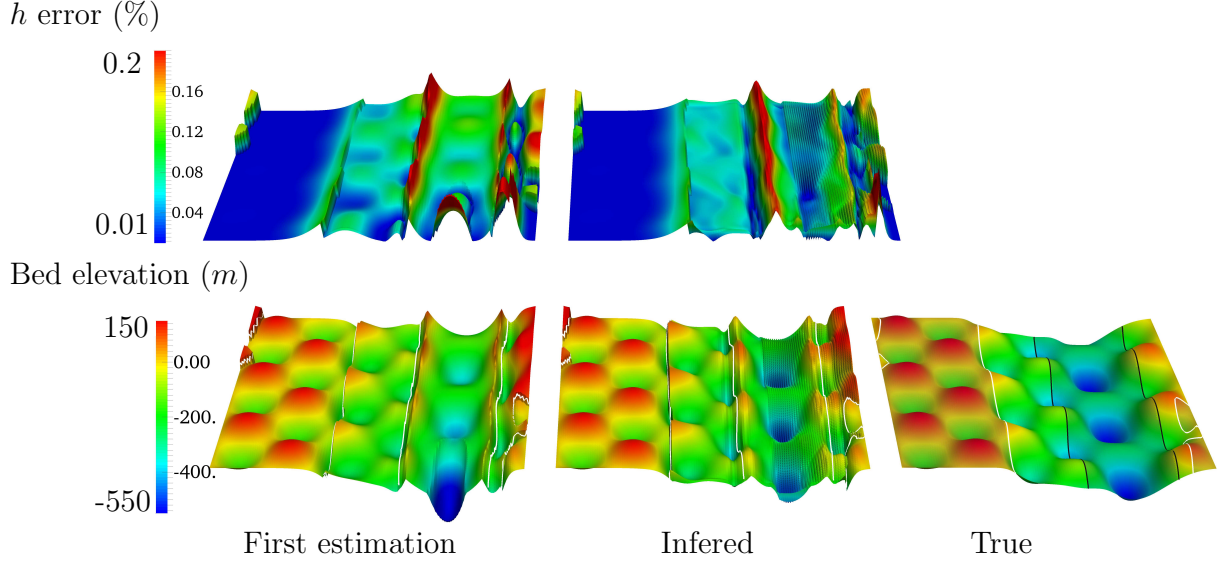 h error (%)
0.2
0.16
0.12
0.08
0.04
0.01
Bed elevation (m)
150
0.00
-200.
-400.
-550
First estimation
Infered
True